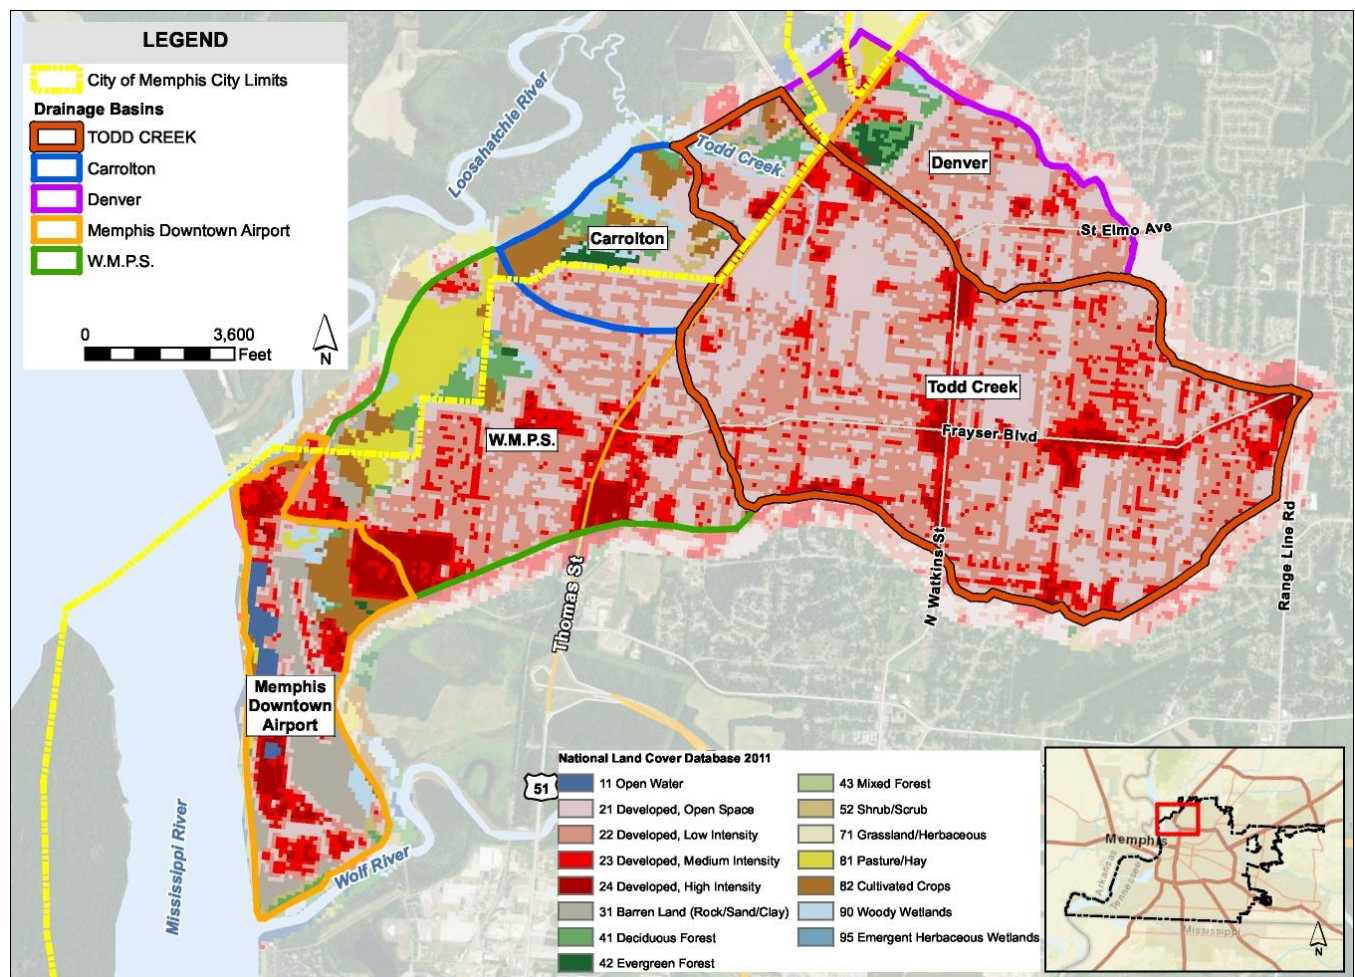 LEGEND
City of Memphis City Limits
Drainage Basins
TODD CREEK
Carrolton
Denver
Memphis Downtown Airport
W.M.P.S.
0 3,600
Feet
N
Loosahatchie River
Todd Creek
Denver
St Elmo Ave
Carrolton
Todd Creek
Frayser Blvd
W.M.P.S.
N Watkins St
Range Line Rd
Thomas St
Memphis
Downtown
Airport
Mississippi River
Wolf River
51
National Land Cover Database 2011
11 Open Water
21 Developed, Open Space
22 Developed, Low Intensity
23 Developed, Medium Intensity
24 Developed, High Intensity
31 Barren Land (Rock/Sand/Clay)
41 Deciduous Forest
42 Evergreen Forest
43 Mixed Forest
52 Shrub/Scrub
71 Grassland/Herbaceous
81 Pasture/Hay
82 Cultivated Crops
90 Woody Wetlands
95 Emergent Herbaceous Wetlands
Memphis
Arkansas
Tennessee
Mississippi
N